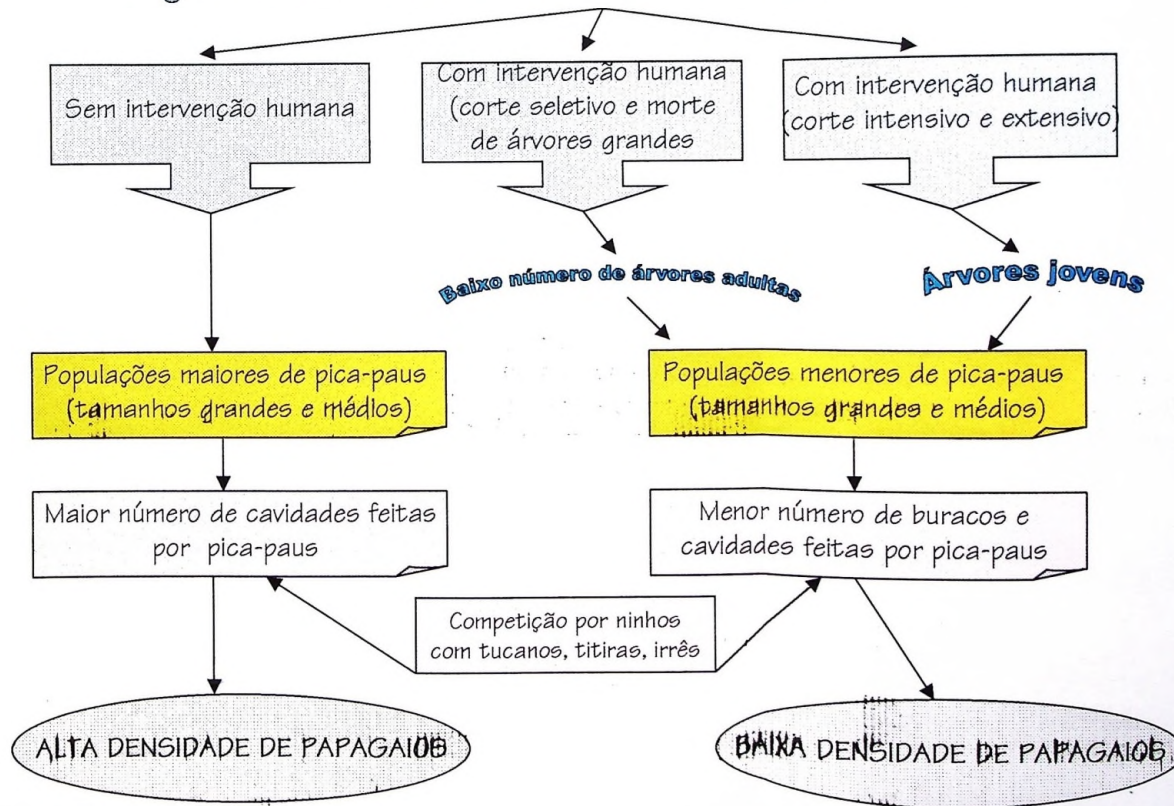 Sem intervenção humana
Com intervenção humana
(corte seletivo e morte
de árvores grandes
Com intervenção humana
(corte intensivo e extensivo)
Baixo número de árvores adultas
Árvores jovens
Populações maiores de pica-paus
(tamanhos grandes e médios)
Populações menores de pica-paus
(tamanhos grandes e médios)
Maior número de cavidades feitas
por pica-paus
Menor número de buracos e
cavidades feitas por pica-paus
Competição por ninhos
com tucanos, titiras, irrês
ALTA DENSIDADE DE PAPAGAIOS
BAIXA DENSIDADE DE PAPAGAIOS